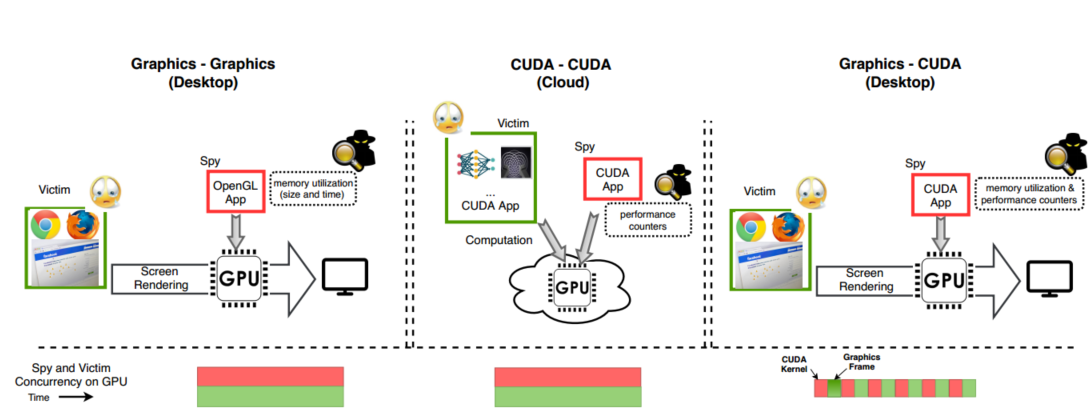 Graphics - Graphics
(Desktop)
Spy
Victim
OpenGL
App
memory utilization
(size and time)
Screen
Rendering
GPU
CUDA - CUDA
(Cloud)
Victim
Spy
...
CUDA App
CUDA
App
performance
counters
Computation
GPU
Graphics - CUDA
(Desktop)
Spy
Victim
CUDA
App
memory utilization &
performance counters
Screen
Rendering
GPU
Spy and Victim
Concurrency on GPU
Time
CUDA
Kernel
Graphics
Frame